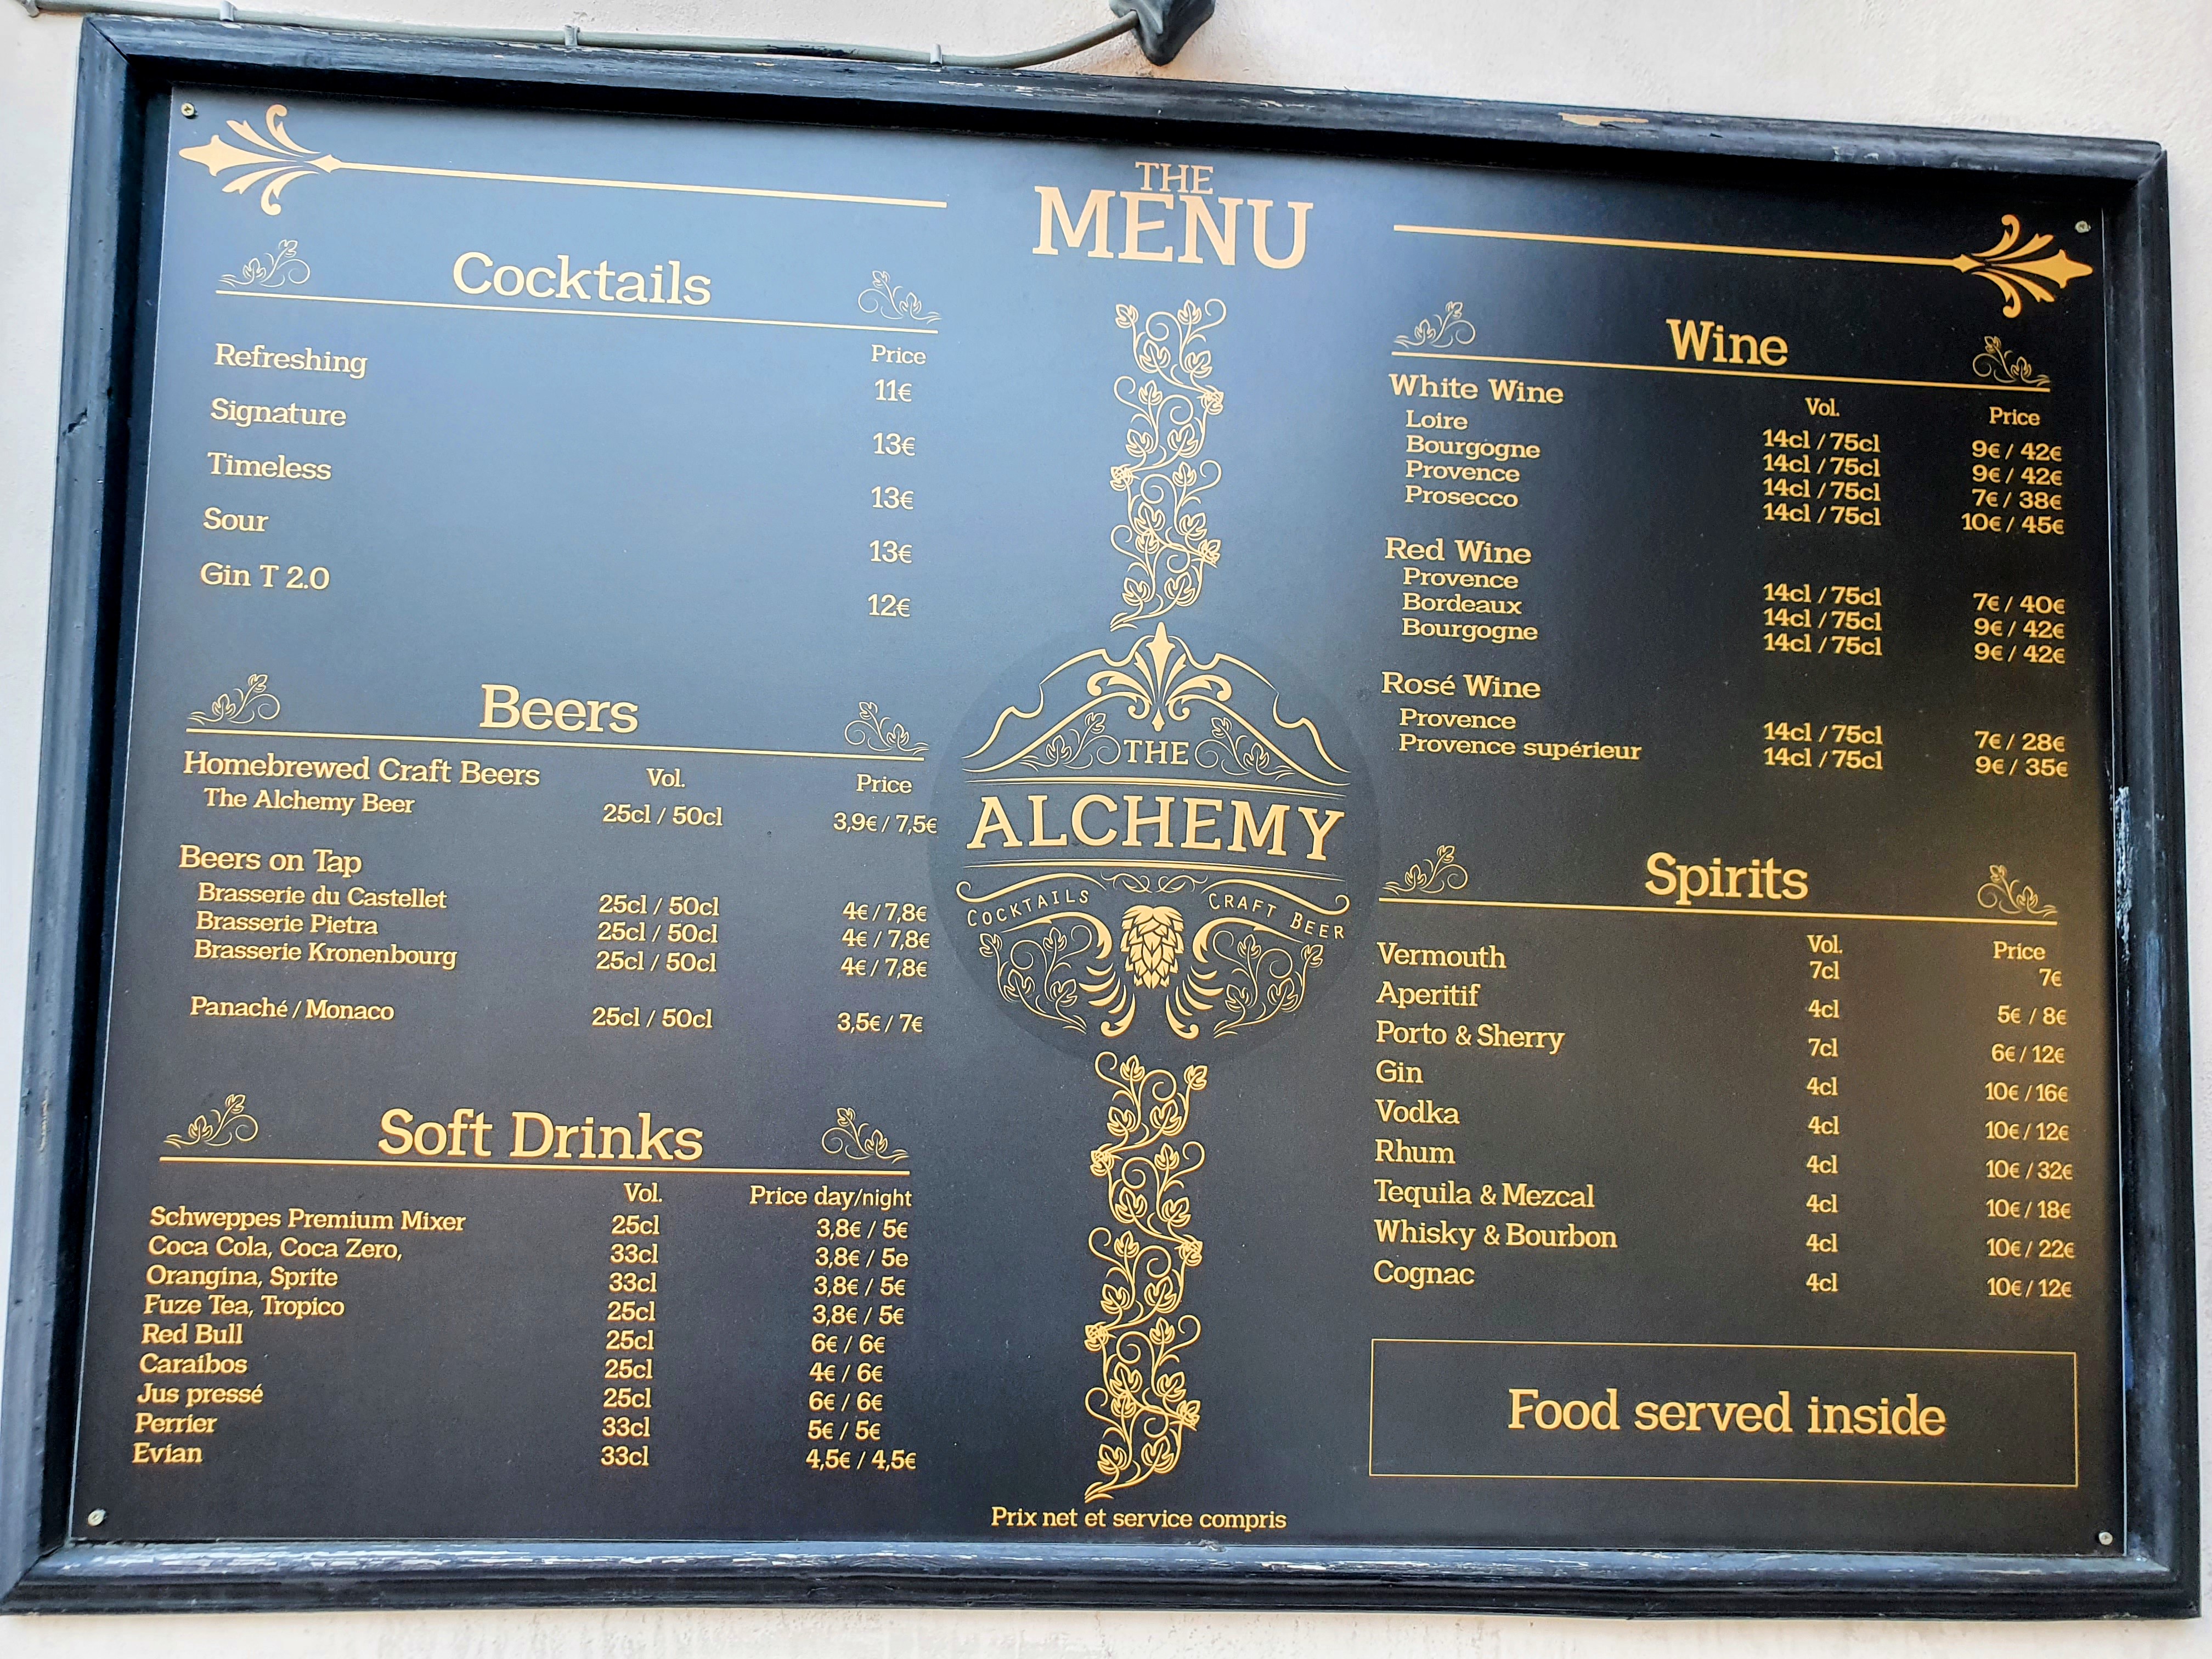 THE
MENU
Cocktails
Price
Refreshing 11€
Signature 13€
Timeless 13€
Sour 13€
Gin T 2.0 12€
Beers
Homebrewed Craft Beers Vol. Price
The Alchemy Beer 25cl / 50cl 3,9€ / 7,5€
Beers on Tap
Brasserie du Castellet 25cl / 50cl 4€ / 7,8€
Brasserie Pietra 25cl / 50cl 4€ / 7,8€
Brasserie Kronenbourg 25cl / 50cl 4€ / 7,8€
Panaché / Monaco 25cl / 50cl 3,5€ / 7€
Soft Drinks
Vol. Price day/night
Schweppes Premium Mixer 25cl 3,8€ / 5€
Coca Cola, Coca Zero, 33cl 3,8€ / 5e
Orangina, Sprite 33cl 3,8€ / 5€
Fuze Tea, Tropico 25cl 3,8€ / 5€
Red Bull 25cl 6€ / 6€
Caraibos 25cl 4€ / 6€
Jus pressé 25cl 6€ / 6€
Perrier 33cl 5€ / 5€
Evian 33cl 4,5€ / 4,5€
THE
ALCHEMY
COCKTAILS CRAFT BEER
Prix net et service compris
Wine
White Wine Vol. Price
Loire 14cl / 75cl 9€ / 42€
Bourgogne 14cl / 75cl 9€ / 42€
Provence 14cl / 75cl 7€ / 38€
Prosecco 14cl / 75cl 10€ / 45€
Red Wine
Provence 14cl / 75cl 7€ / 40€
Bordeaux 14cl / 75cl 9€ / 42€
Bourgogne 14cl / 75cl 9€ / 42€
Rosé Wine
Provence 14cl / 75cl 7€ / 28€
Provence supérieur 14cl / 75cl 9€ / 35€
Spirits
Vol. Price
Vermouth 7cl 7€
Aperitif 4cl 5€ / 8€
Porto & Sherry 7cl 6€ / 12€
Gin 4cl 10€ / 16€
Vodka 4cl 10€ / 12€
Rhum 4cl 10€ / 32€
Tequila & Mezcal 4cl 10€ / 18€
Whisky & Bourbon 4cl 10€ / 22€
Cognac 4cl 10€ / 12€
Food served inside